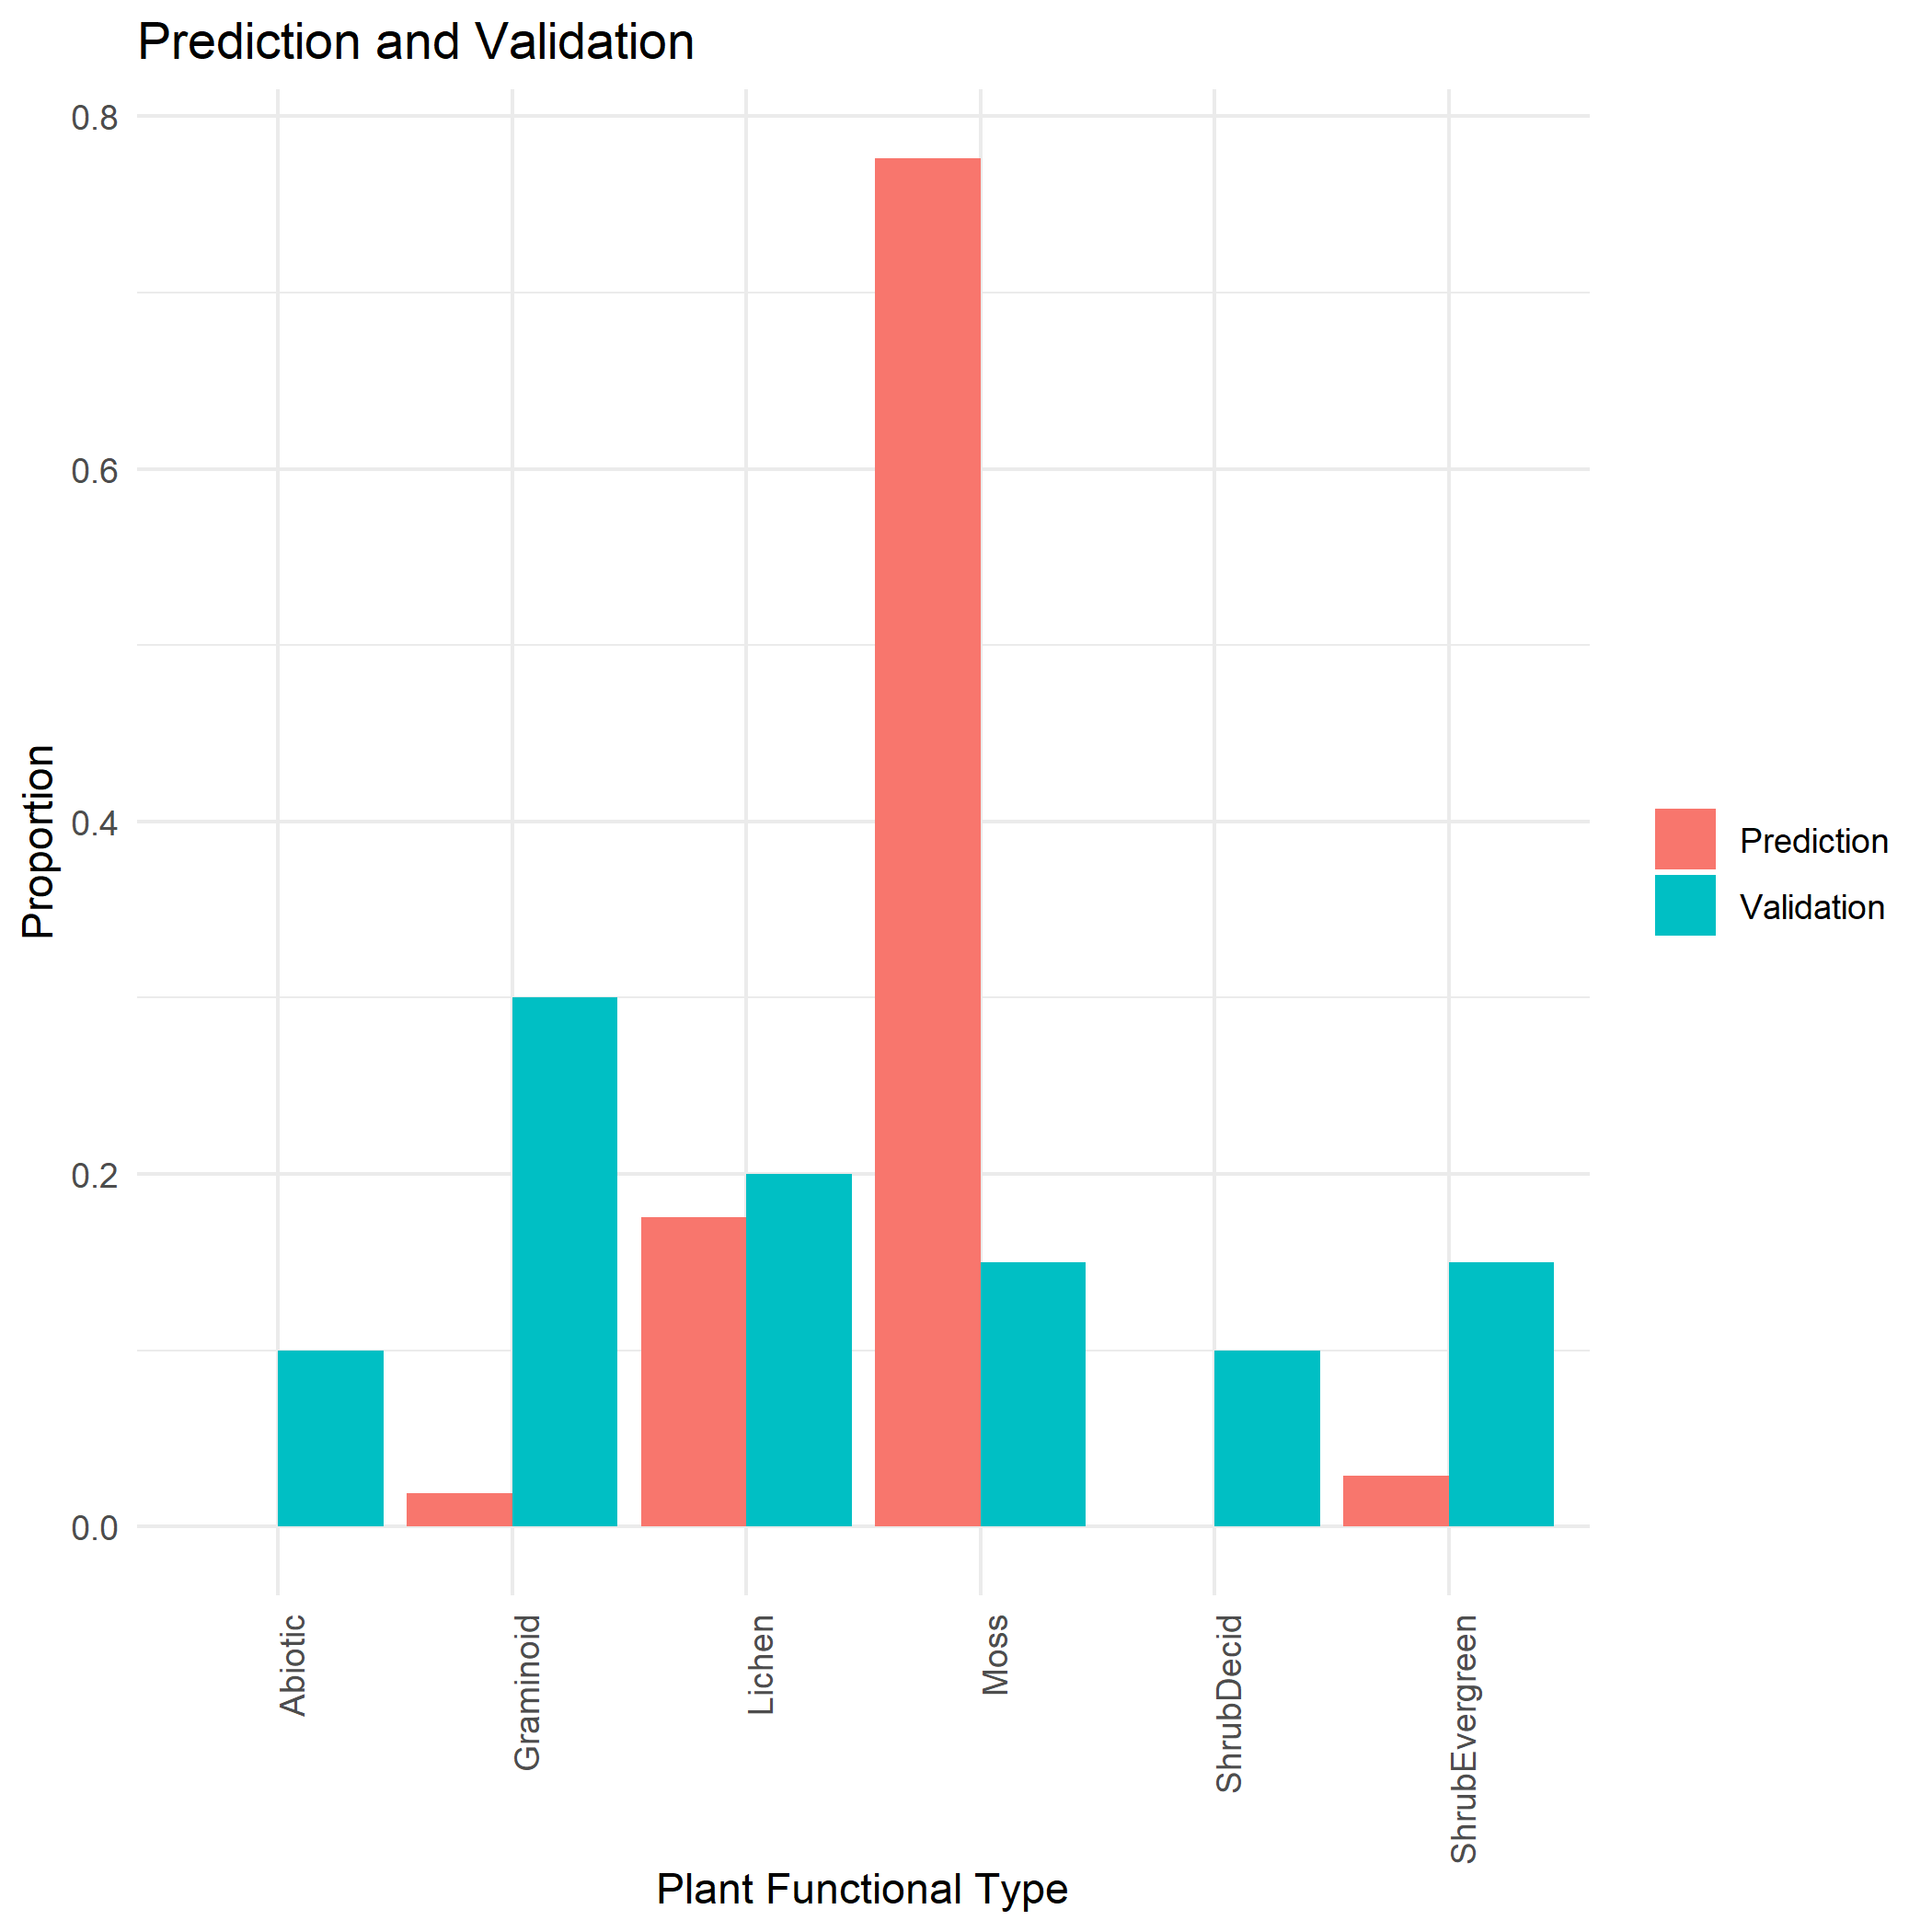 Prediction and Validation
0.8
0.6
0.4
0.2
0.0
Proportion
Abiotic
Graminoid
Lichen
Moss
ShrubDecid
ShrubEvergreen
Plant Functional Type
Prediction
Validation